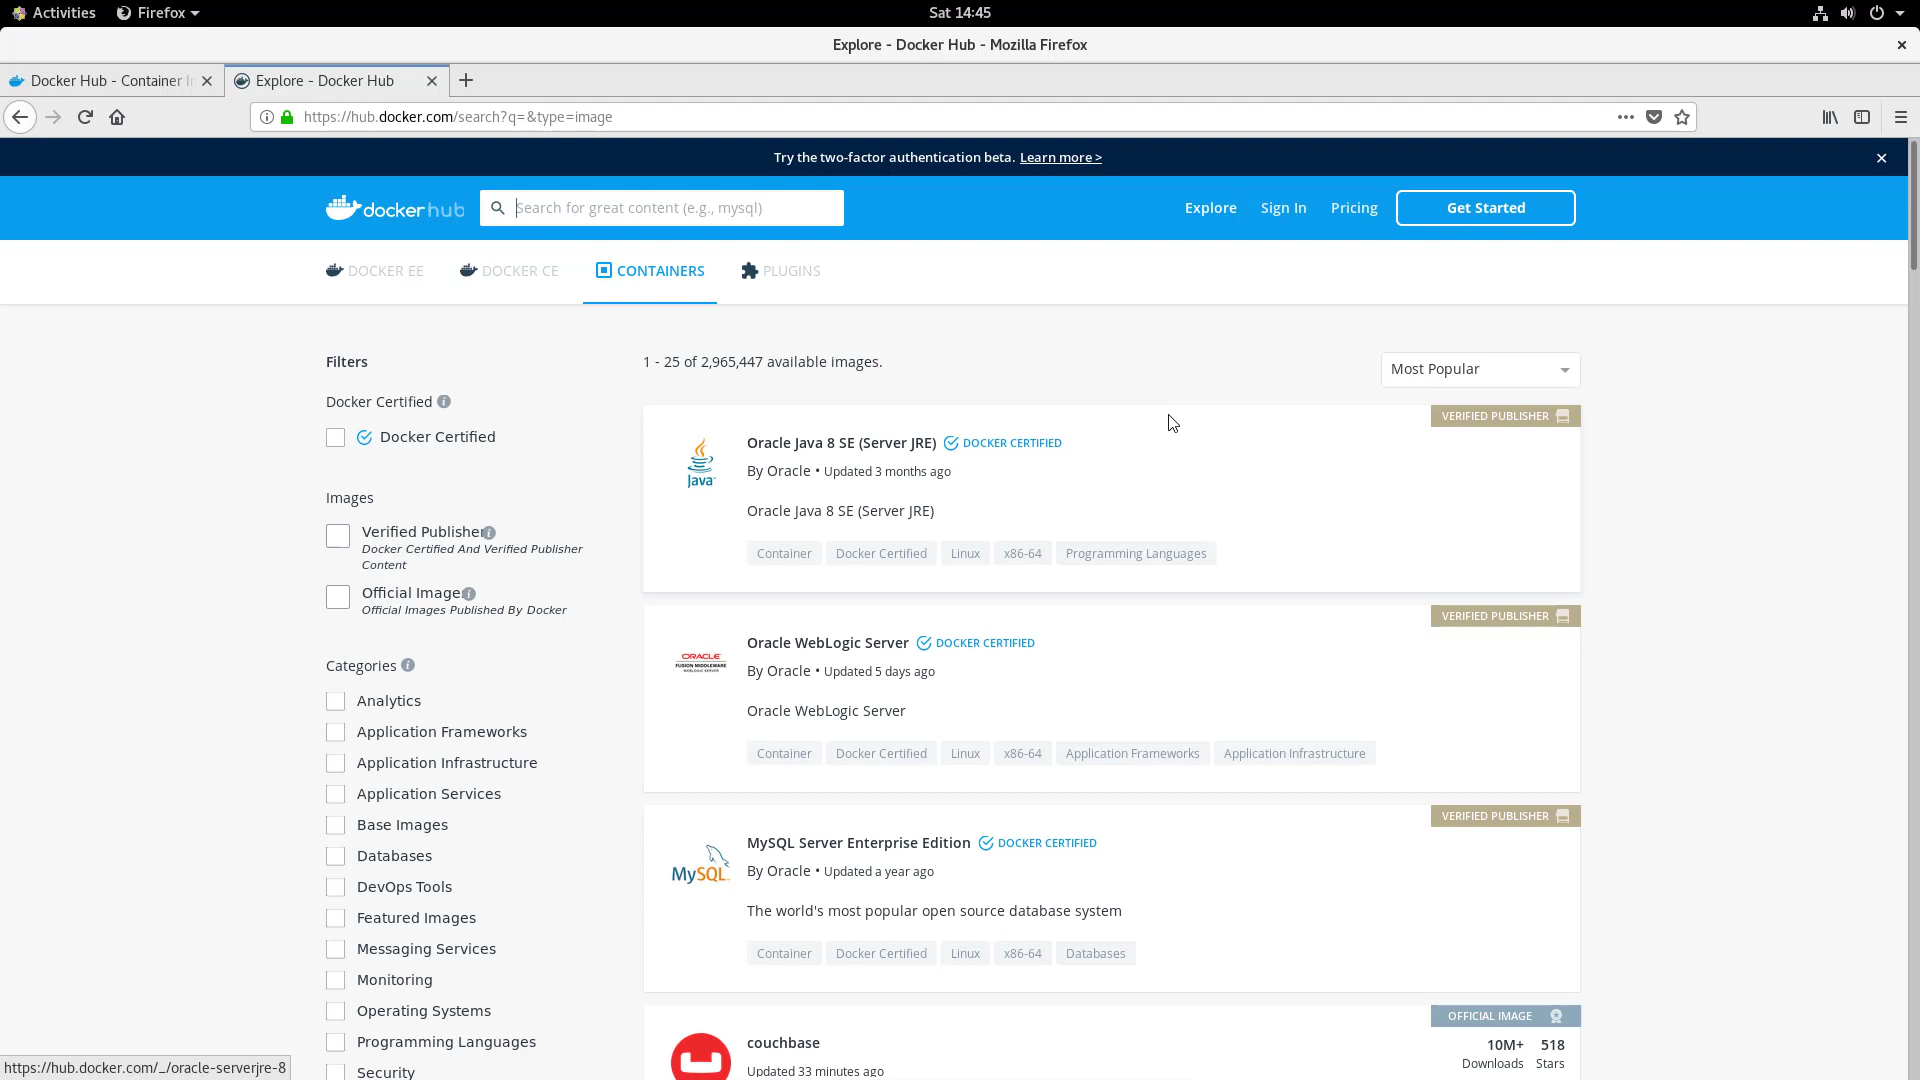 Activities Firefox Sat 14:45
Explore - Docker Hub - Mozilla Firefox
Docker Hub - Container I Explore - Docker Hub
https://hub.docker.com/search?q=&type=image
Try the two-factor authentication beta. Learn more >
dockerhub Search for great content (e.g., mysql) Explore Sign In Pricing Get Started
DOCKER EE DOCKER CE CONTAINERS PLUGINS
Filters
Docker Certified
Docker Certified
Images
Verified Publisher
Docker Certified And Verified Publisher
Content
Official Images
Official Images Published By Docker
Categories
Analytics
Application Frameworks
Application Infrastructure
Application Services
Base Images
Databases
DevOps Tools
Featured Images
Messaging Services
Monitoring
Operating Systems
Programming Languages
Security
1 - 25 of 2,965,447 available images.
Most Popular
VERIFIED PUBLISHER
Java
Oracle Java 8 SE (Server JRE) DOCKER CERTIFIED
By Oracle • Updated 3 months ago
Oracle Java 8 SE (Server JRE)
Container Docker Certified Linux x86-64 Programming Languages
VERIFIED PUBLISHER
ORACLE
FUSION MIDDLEWARE
WEBLOGIC SERVER
Oracle WebLogic Server DOCKER CERTIFIED
By Oracle • Updated 5 days ago
Oracle WebLogic Server
Container Docker Certified Linux x86-64 Application Frameworks Application Infrastructure
VERIFIED PUBLISHER
MySQL
MySQL Server Enterprise Edition DOCKER CERTIFIED
By Oracle • Updated a year ago
The world's most popular open source database system
Container Docker Certified Linux x86-64 Databases
OFFICIAL IMAGE
couchbase
Updated 33 minutes ago
10M+ 518
Downloads Stars
https://hub.docker.com/_/oracle-serverjre-8